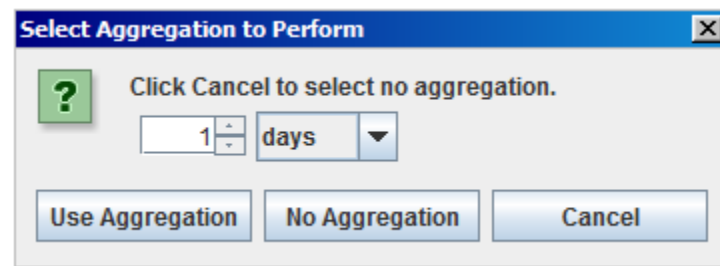 Select Aggregation to Perform
?
Click Cancel to select no aggregation.
1 days
Use Aggregation No Aggregation Cancel